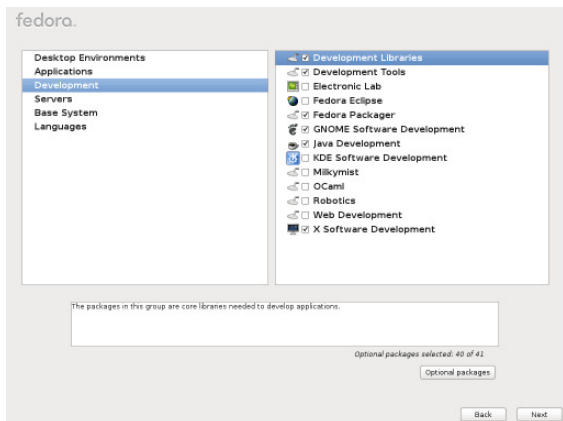 fedora.
Desktop Environments
Applications
Development
Servers
Base System
Languages
Development Libraries
Development Tools
Electronic Lab
Fedora Eclipse
Fedora Packager
GNOME Software Development
Java Development
KDE Software Development
Milkymist
OCaml
Robotics
Web Development
X Software Development
The packages in this group are core libraries needed to develop applications.
Optional packages selected: 40 of 41
Optional packages
Back
Next